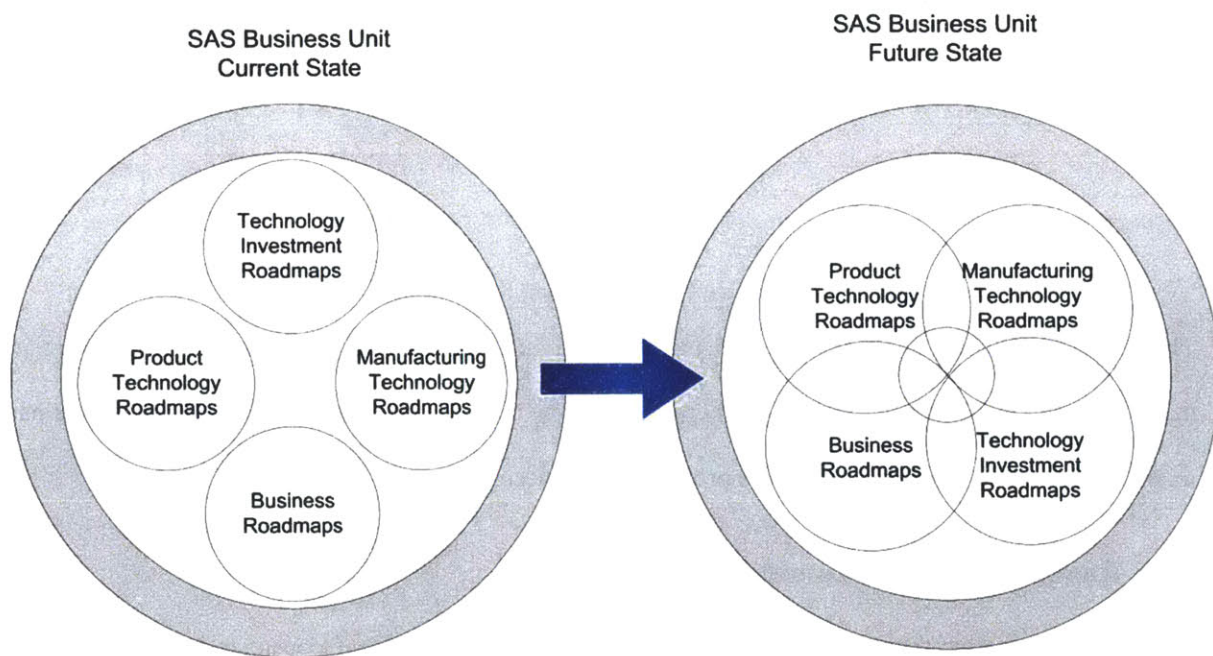 SAS Business Unit
Current State
Technology
Investment
Roadmaps
Product
Technology
Roadmaps
Manufacturing
Technology
Roadmaps
Business
Roadmaps
SAS Business Unit
Future State
Product
Technology
Roadmaps
Manufacturing
Technology
Roadmaps
Business
Roadmaps
Technology
Investment
Roadmaps